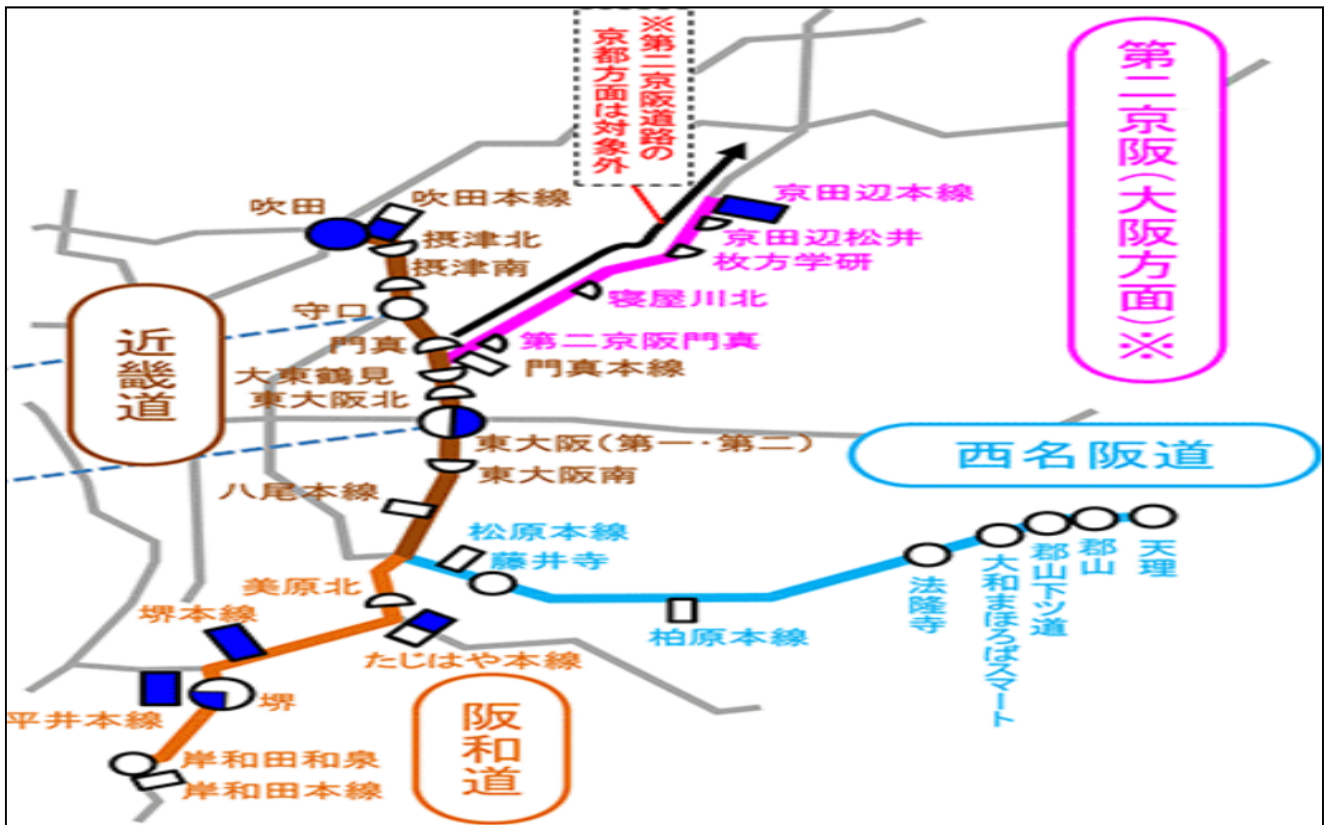 ※第二京阪道路の
京都方面は対象外
第二京阪(大阪方面)※
京田辺本線
吹田本線
吹田
京田辺松井
摂津北
枚方学研
摂津南
寝屋川北
守口
第二京阪門真
門真
門真本線
近畿道
大東鶴見
東大阪北
東大阪(第一・第二)
西名阪道
東大阪南
八尾本線
松原本線
藤井寺
天理
郡山
郡山下ツ道
大和まほろばスマート
法隆寺
美原北
堺本線
柏原本線
たじはや本線
堺
平井本線
阪和道
岸和田和泉
岸和田本線